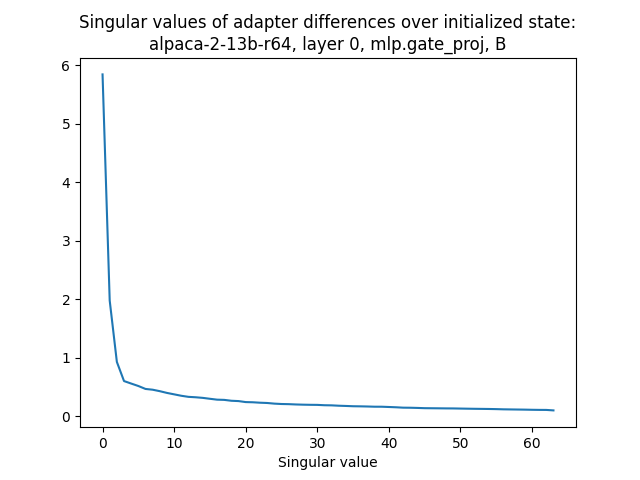 Singular values of adapter differences over initialized state:
alpaca-2-13b-r64, layer 0, mlp.gate_proj, B
6
5
4
3
2
1
0
0 10 20 30 40 50 60
Singular value